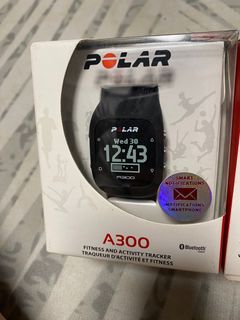 POLAR
POLAR
Wed 30
12:43
A300
SMART
NOTIFICATIONS
NOTIFICATIONS
SMARTPHONE
A300
Bluetooth
FITNESS AND ACTIVITY TRACKER
TRAQUEUR D'ACTIVITÉ ET FITNESS